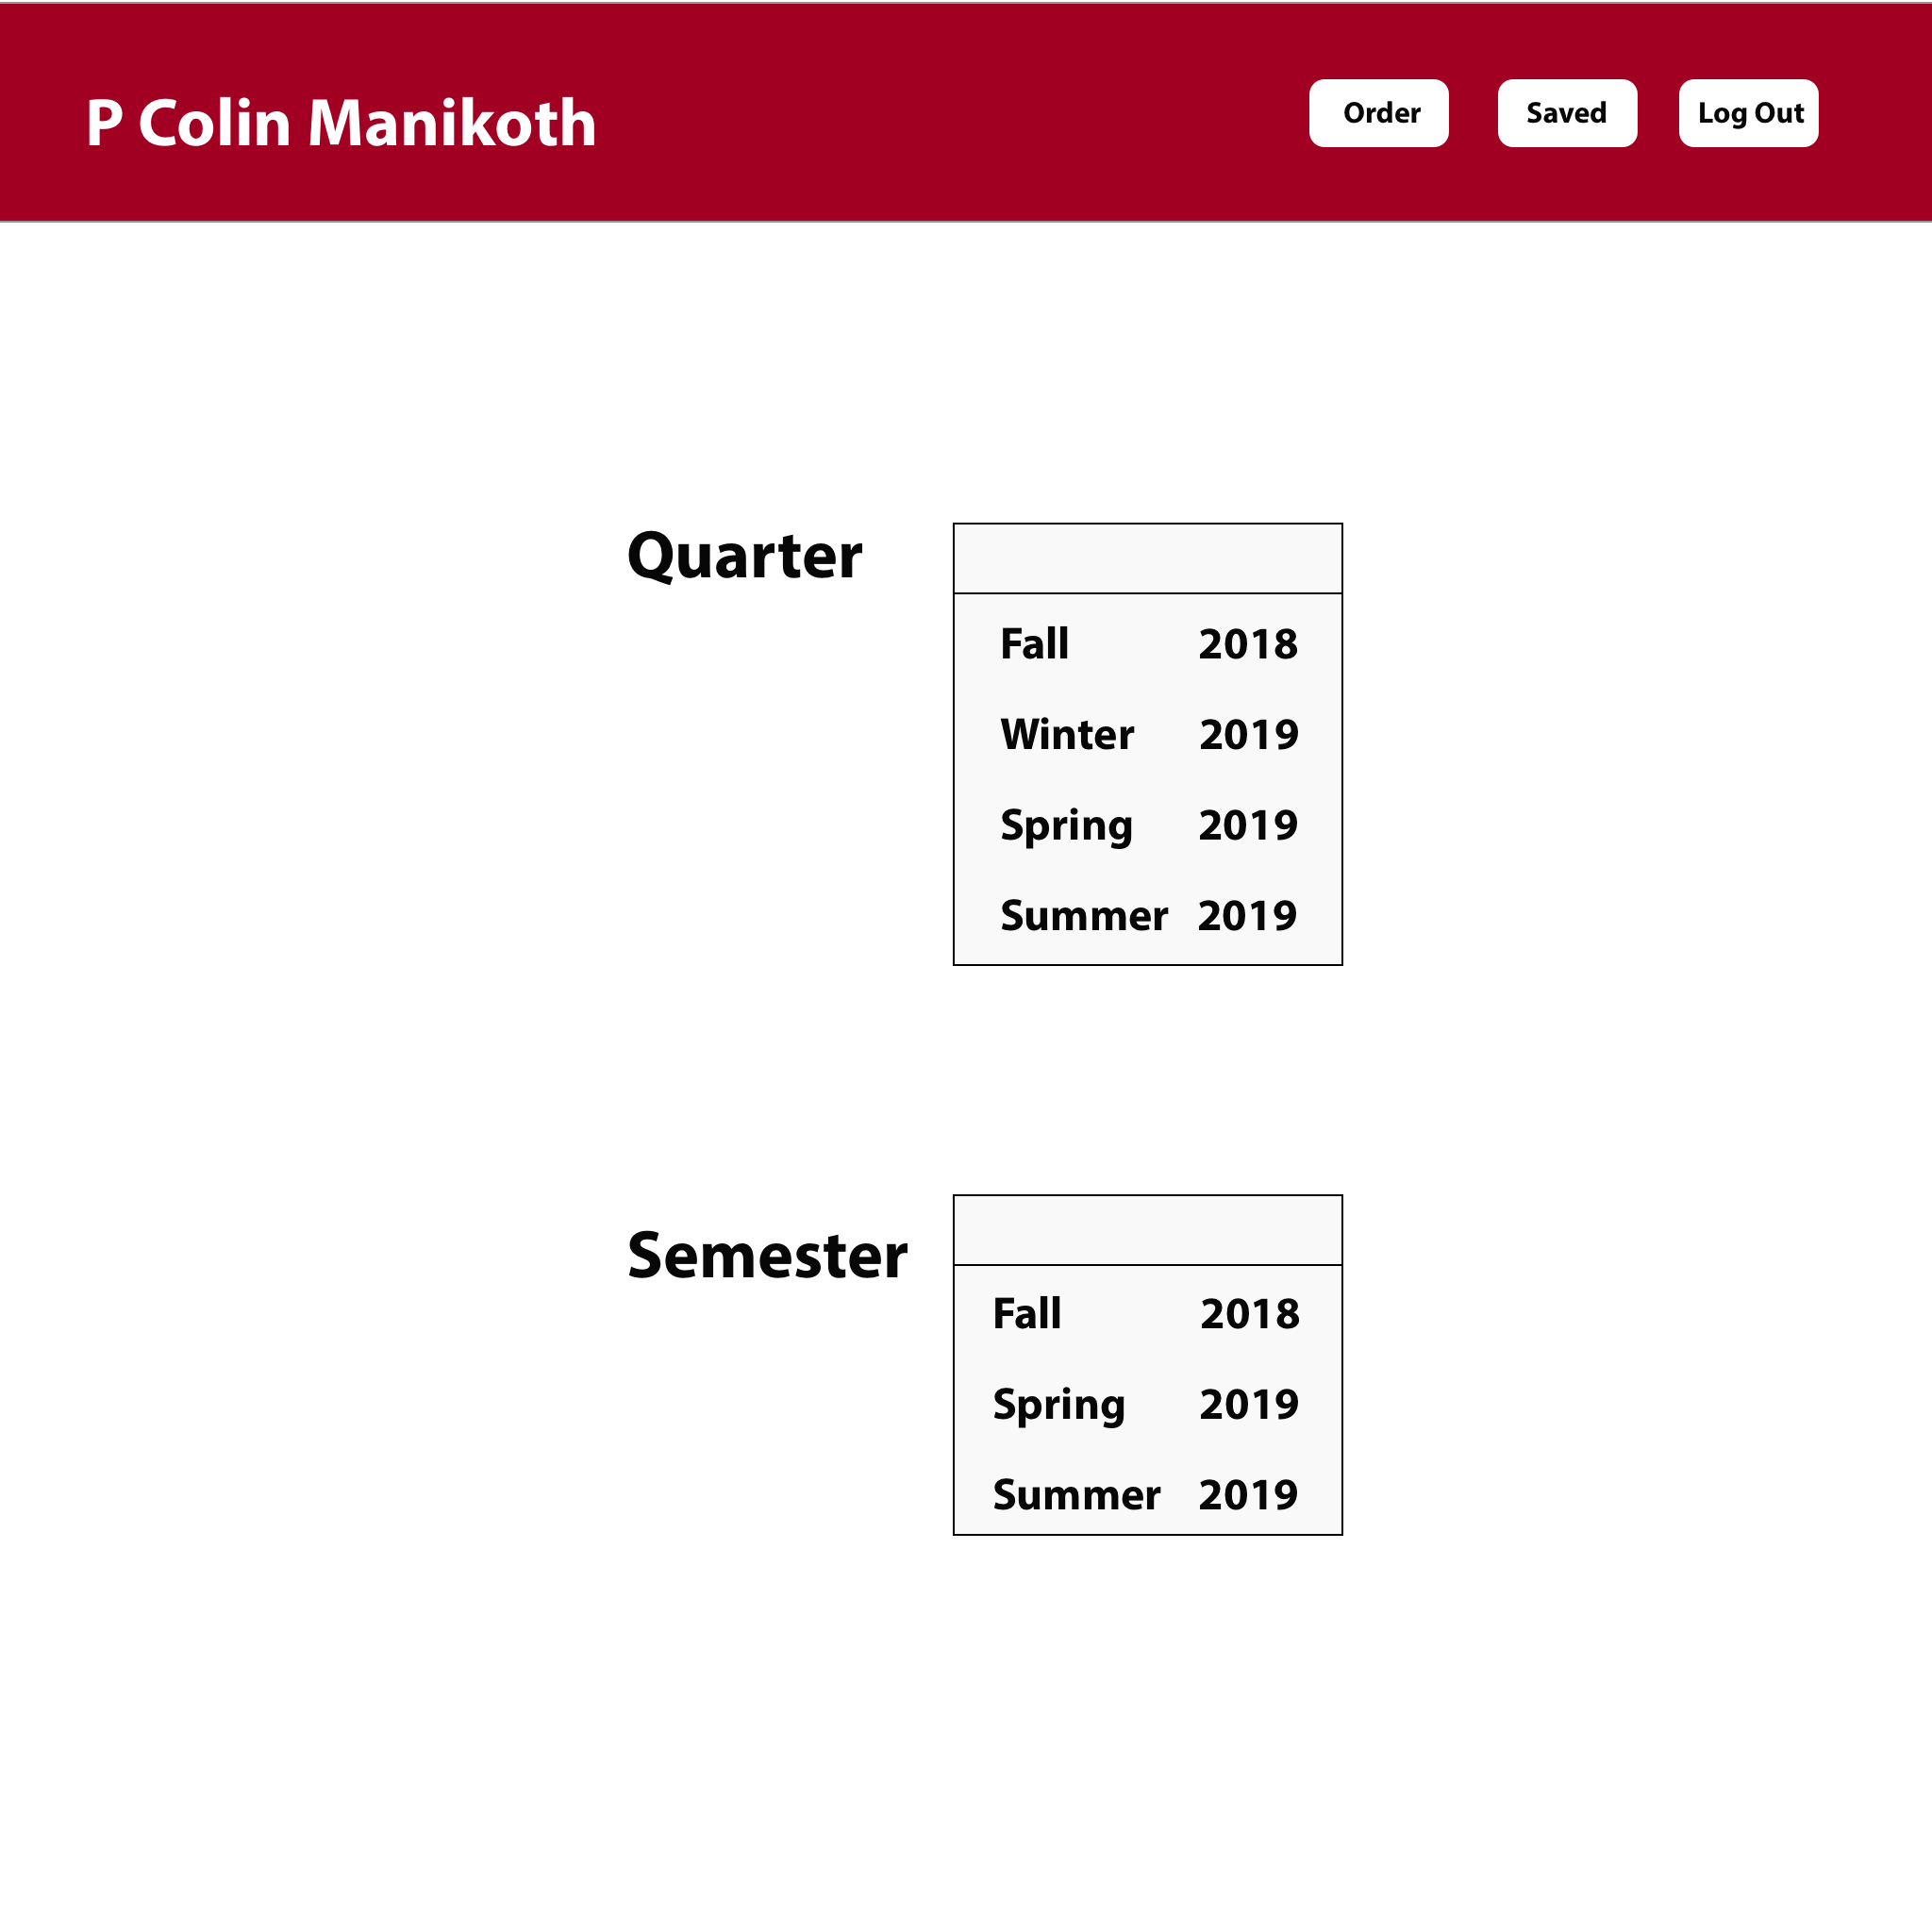 P Colin Manikoth
Order Saved Log Out
Quarter
Fall 2018
Winter 2019
Spring 2019
Summer 2019
Semester
Fall 2018
Spring 2019
Summer 2019